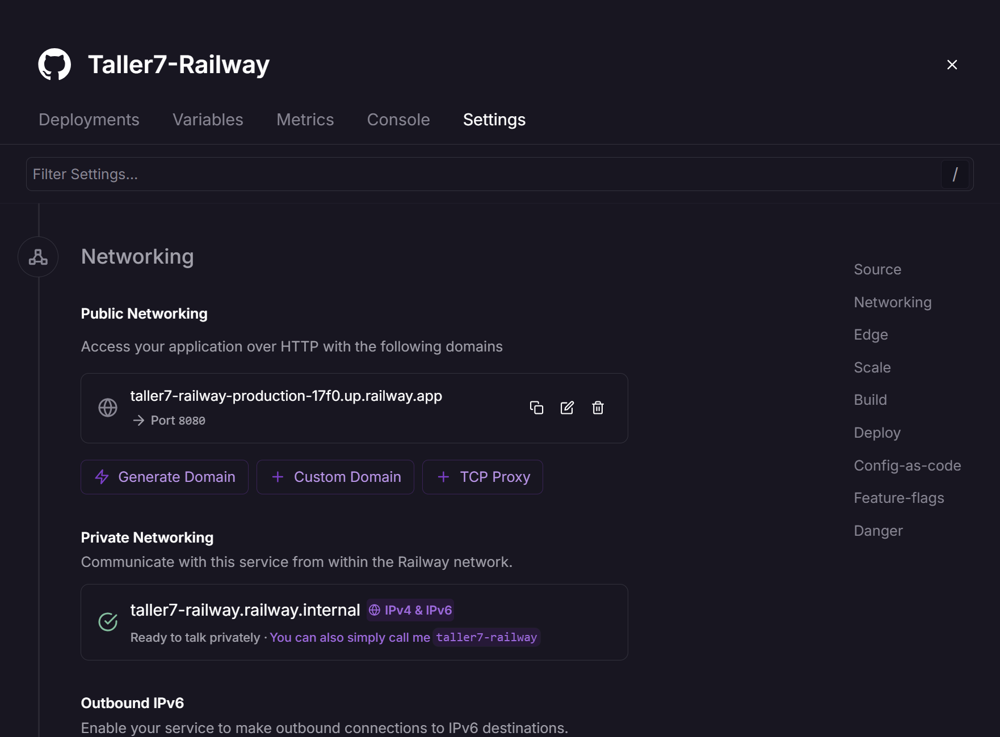 Taller7-Railway
Deployments Variables Metrics Console Settings
Filter Settings... /
Networking
Public Networking
Access your application over HTTP with the following domains
taller7-railway-production-17f0.up.railway.app
→ Port 8080
Generate Domain + Custom Domain + TCP Proxy
Private Networking
Communicate with this service from within the Railway network.
taller7-railway.railway.internal IPv4 & IPv6
Ready to talk privately · You can also simply call me taller7-railway
Outbound IPv6
Enable your service to make outbound connections to IPv6 destinations.
Source
Networking
Edge
Scale
Build
Deploy
Config-as-code
Feature-flags
Danger